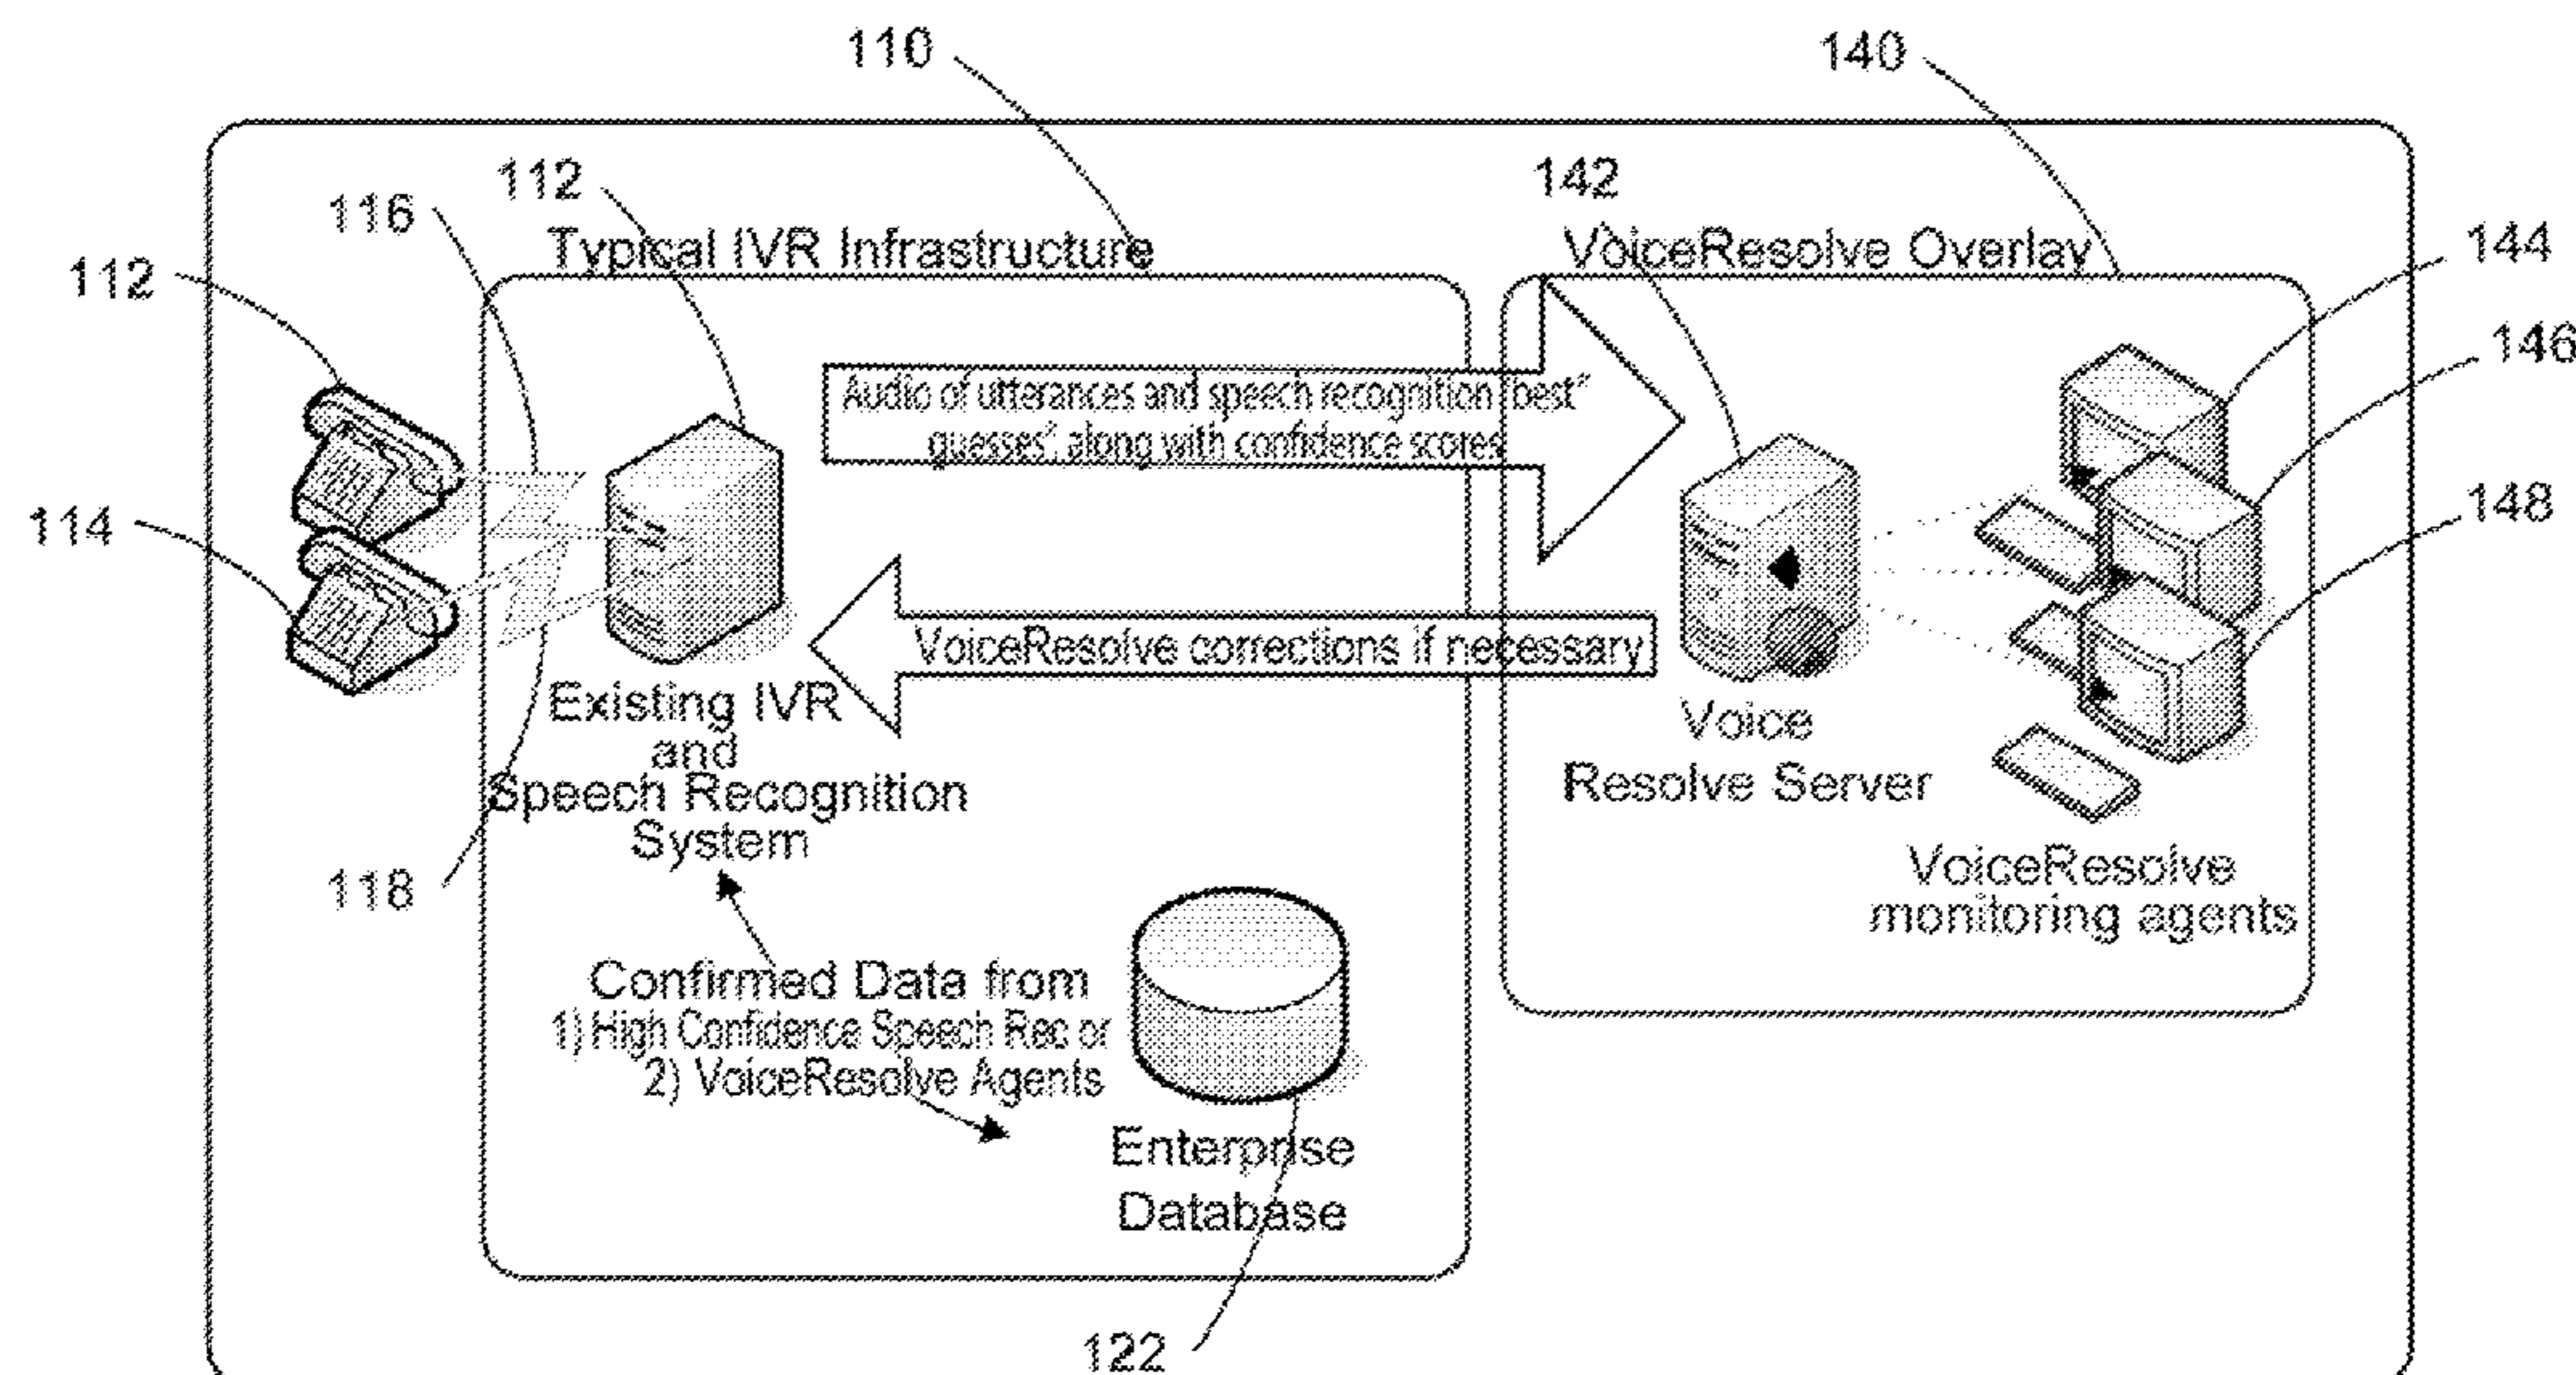 110
140
112
142
116
Typical IVR Infrastructure
VoiceResolve Overlay
144
112
146
Audio of utterances and speech recognition "best"
guesses", along with confidence scores
114
148
VoiceResolve corrections if necessary
Existing IVR
and
Speech Recognition
System
Voice
Resolve Server
118
VoiceResolve
monitoring agents
Confirmed Data from
1) High Confidence Speech Rec or
2) VoiceResolve Agents
Enterprise
Database
122